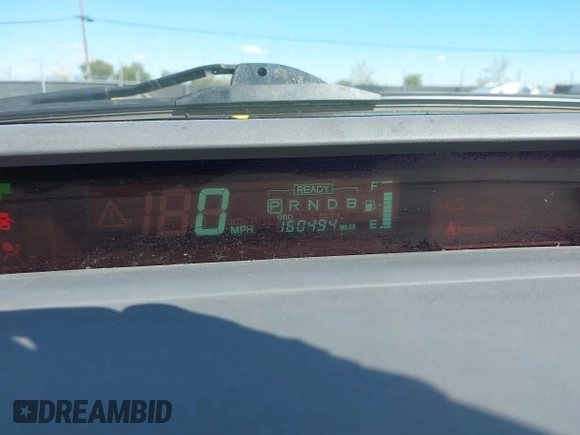 READY
P R N D B
F
0 MPH
ODO
160494 MILES
E
DREAMBID